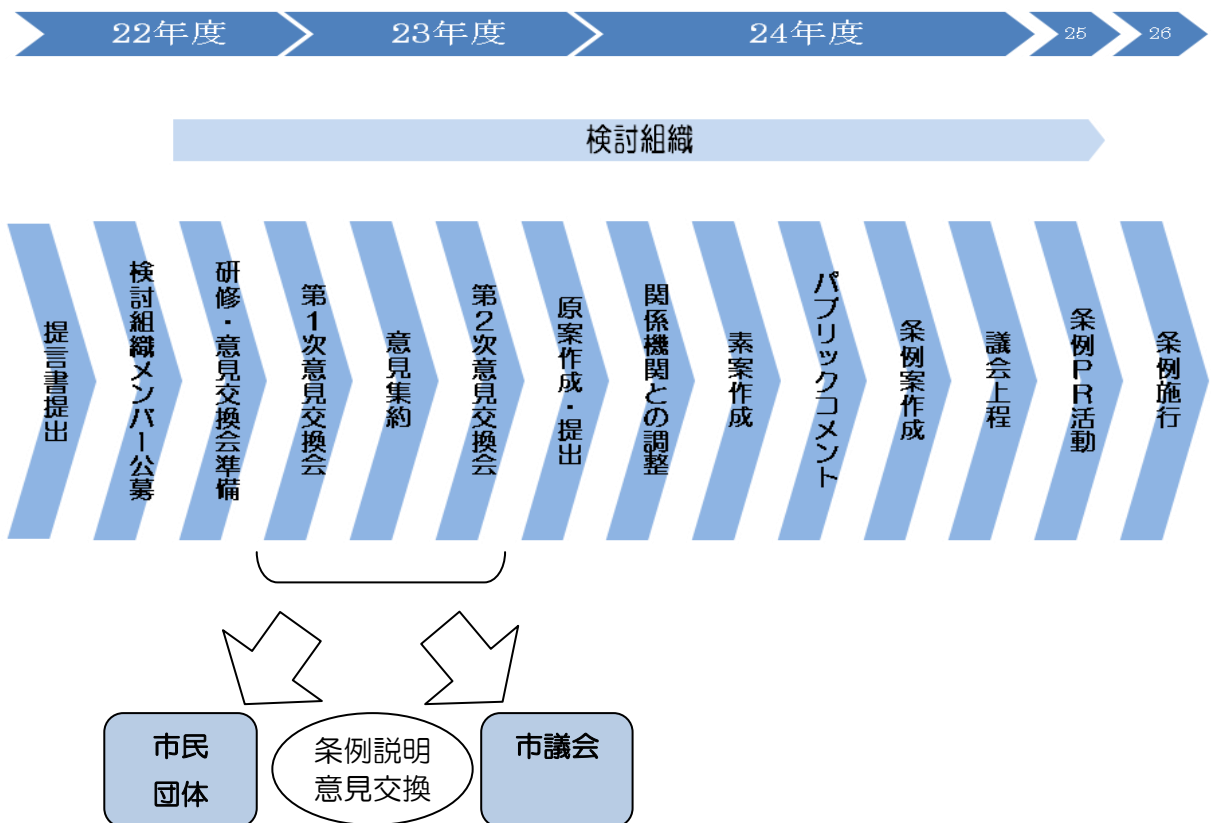 22年度
23年度
24年度
25
26
検討組織
提言書提出
検討組織メンバー公募
研修・意見交換会準備
第1次意見交換会
意見集約
第2次意見交換会
原案作成・提出
関係機関との調整
素案作成
パブリックコメント
条例案作成
議会上程
条例PR活動
条例施行
市民
団体
条例説明
意見交換
市議会